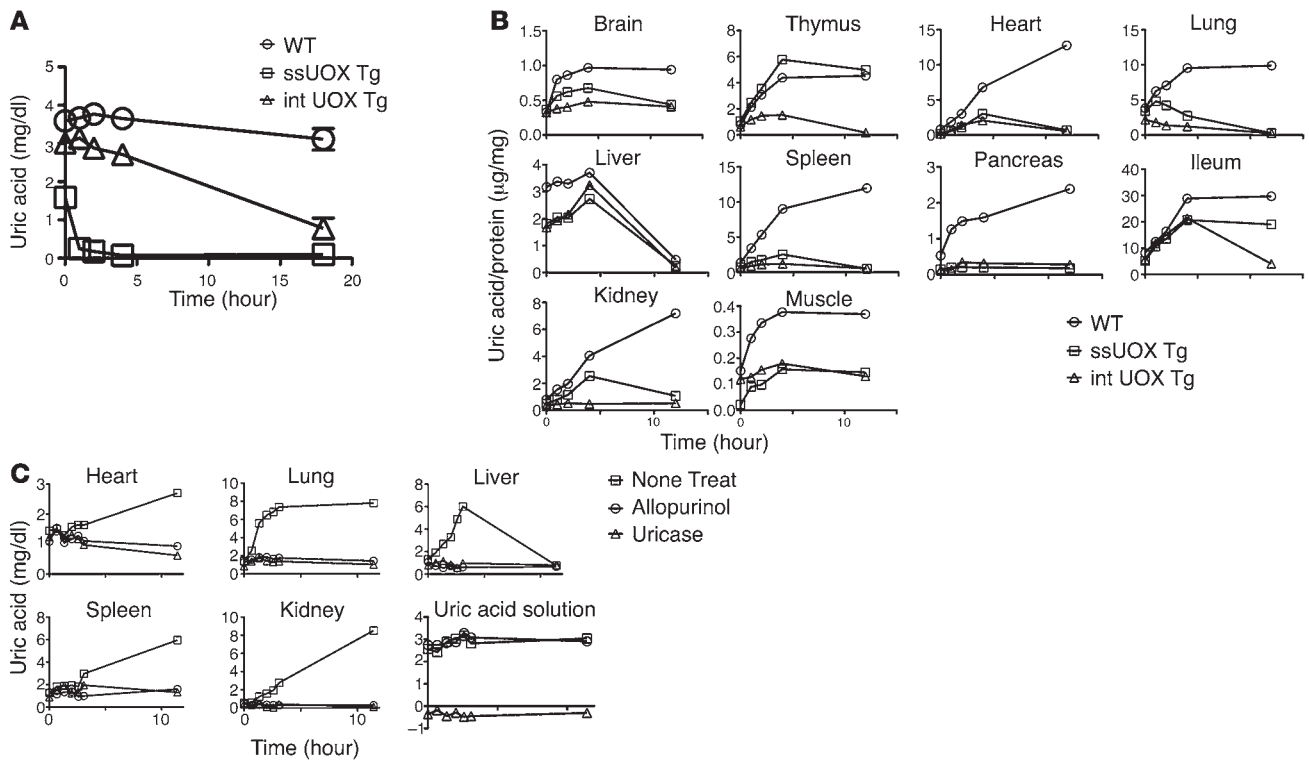 A
WT
ssUOX Tg
int UOX Tg
Uric acid (mg/dl)
5
4
3
2
1
0
0 5 10 15 20
Time (hour)
B
Uric acid/protein (μg/mg)
Brain
1.5
1.0
0.5
0.0
Thymus
8
6
4
2
0
Heart
15
10
5
0
Lung
15
10
5
0
Liver
4
3
2
1
0
Spleen
15
10
5
0
Pancreas
3
2
1
0
Ileum
40
30
20
10
0
Kidney
8
6
4
2
0
0 10
Muscle
0.4
0.3
0.2
0.1
0.0
0 10
Time (hour)
WT
ssUOX Tg
int UOX Tg
C
Uric acid (mg/dl)
Heart
3
2
1
0
Lung
10
8
6
4
2
0
Liver
8
6
4
2
0
None Treat
Allopurinol
Uricase
Spleen
8
6
4
2
0
0 10
Kidney
10
8
6
4
2
0
0 10
Uric acid solution
4
3
2
1
0
−1
Time (hour)